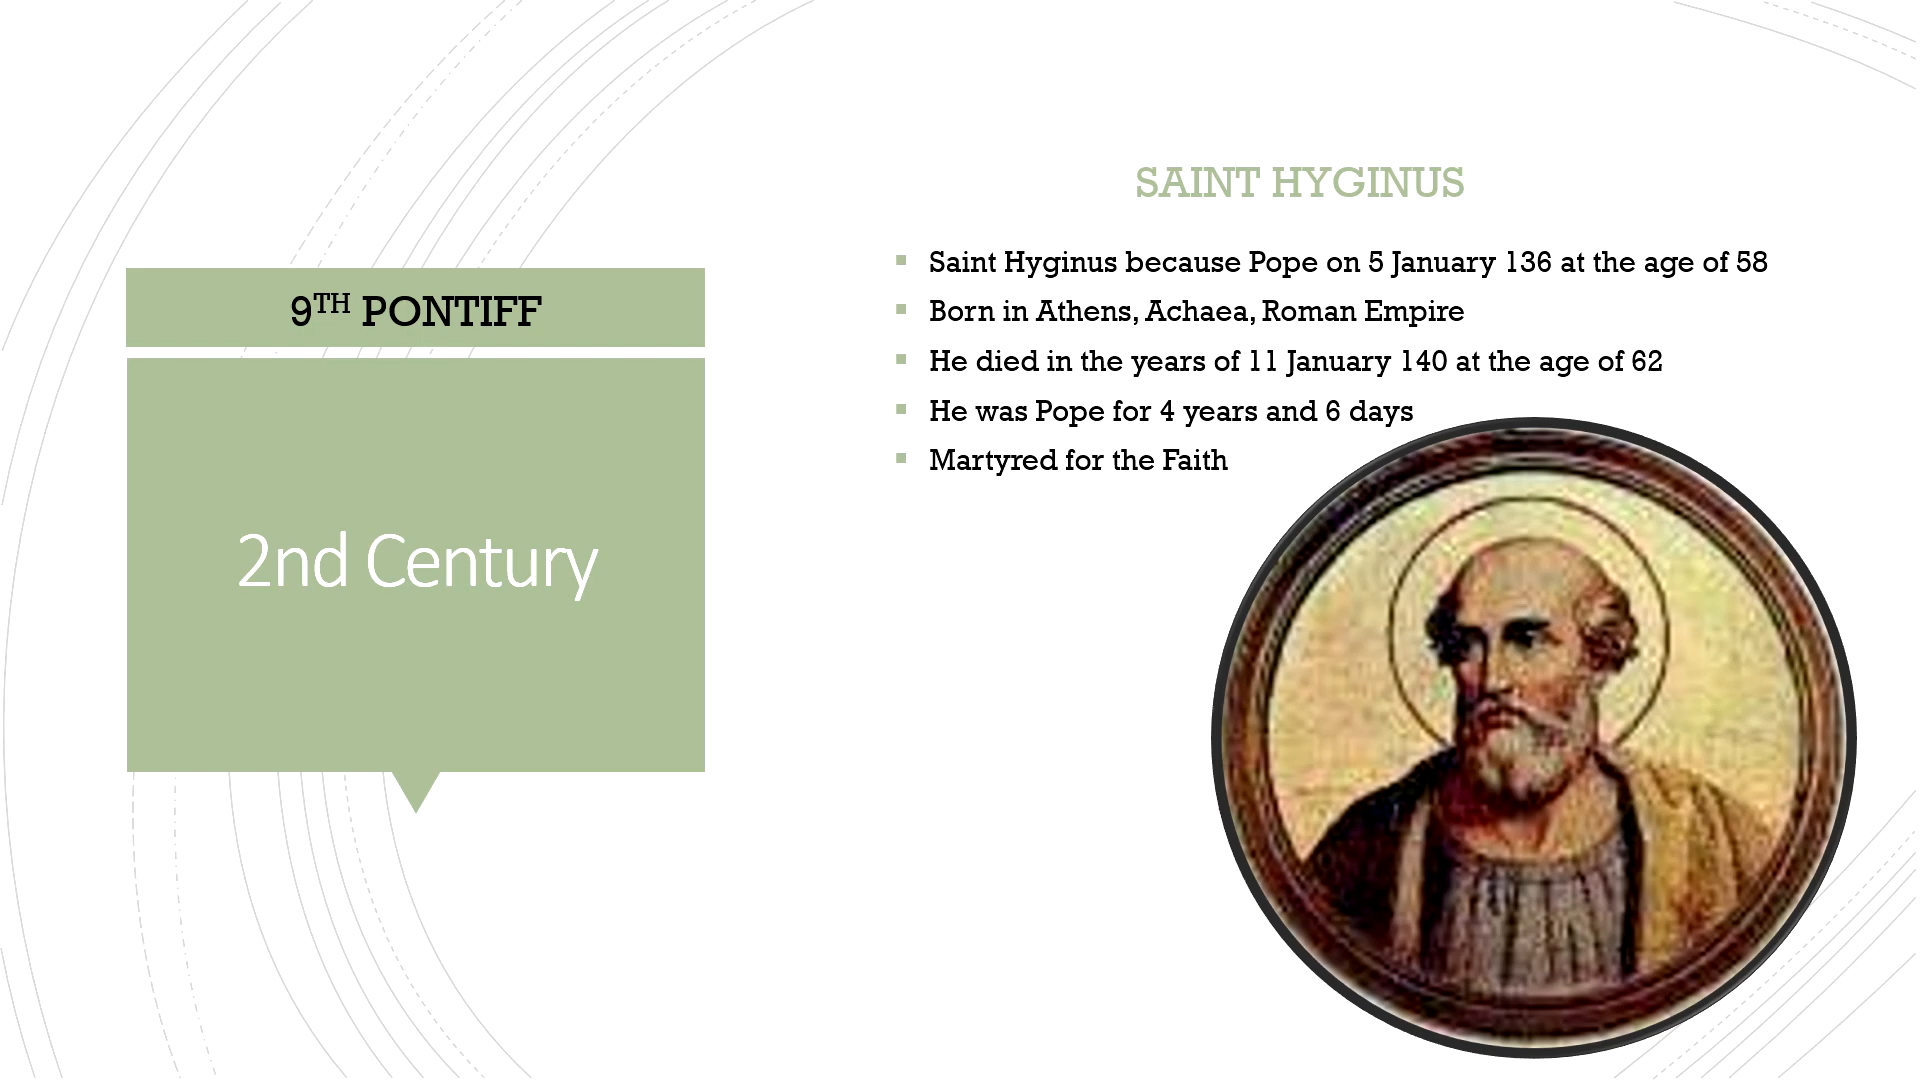 9TH PONTIFF
2nd Century
SAINT HYGINUS
Saint Hyginus because Pope on 5 January 136 at the age of 58
Born in Athens, Achaea, Roman Empire
He died in the years of 11 January 140 at the age of 62
He was Pope for 4 years and 6 days
Martyred for the Faith